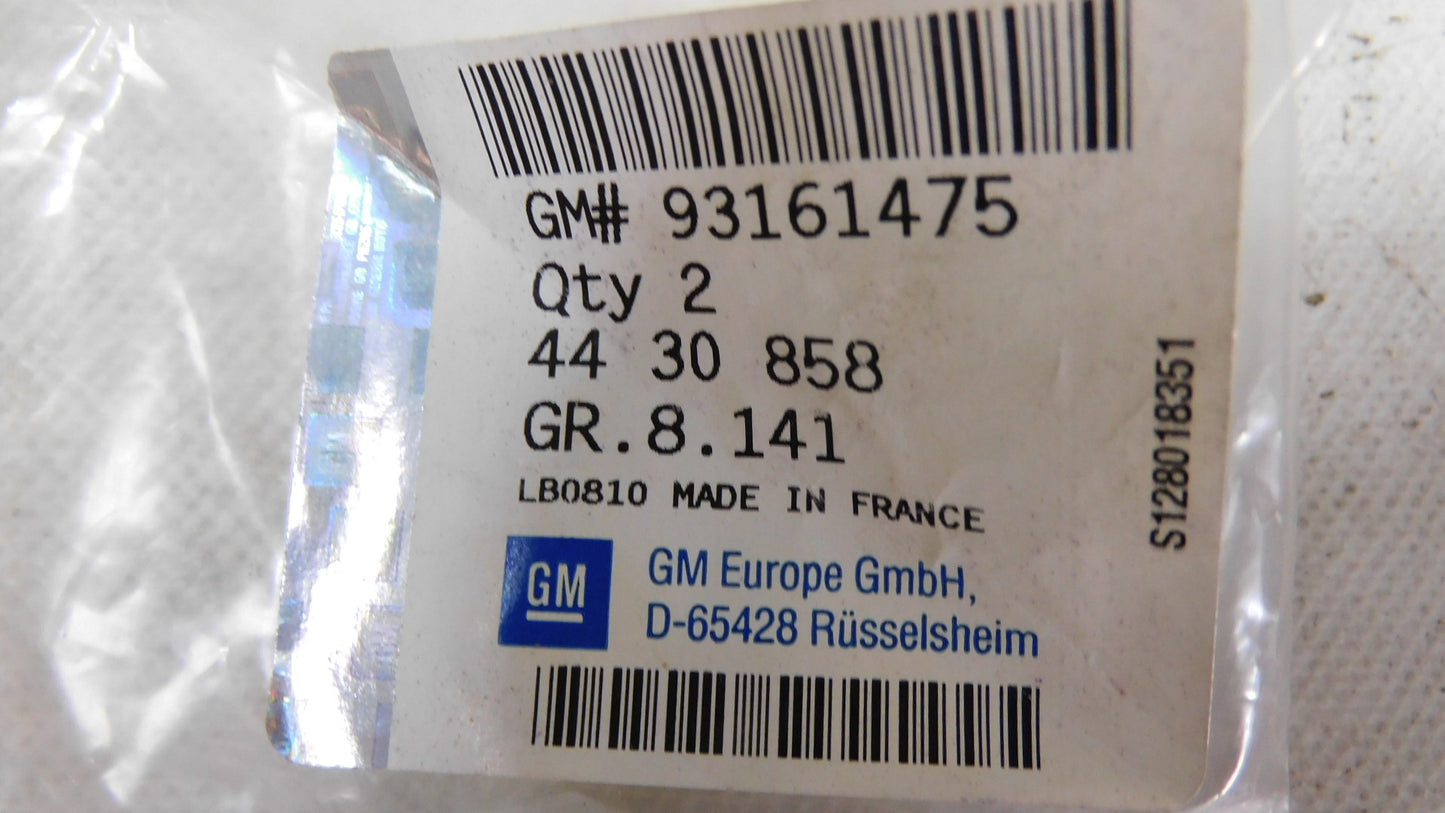 GM# 93161475
Qty 2
44 30 858
GR.8.141
LB0810 MADE IN FRANCE
GM
GM Europe GmbH,
D-65428 Rüsselsheim
S128018351